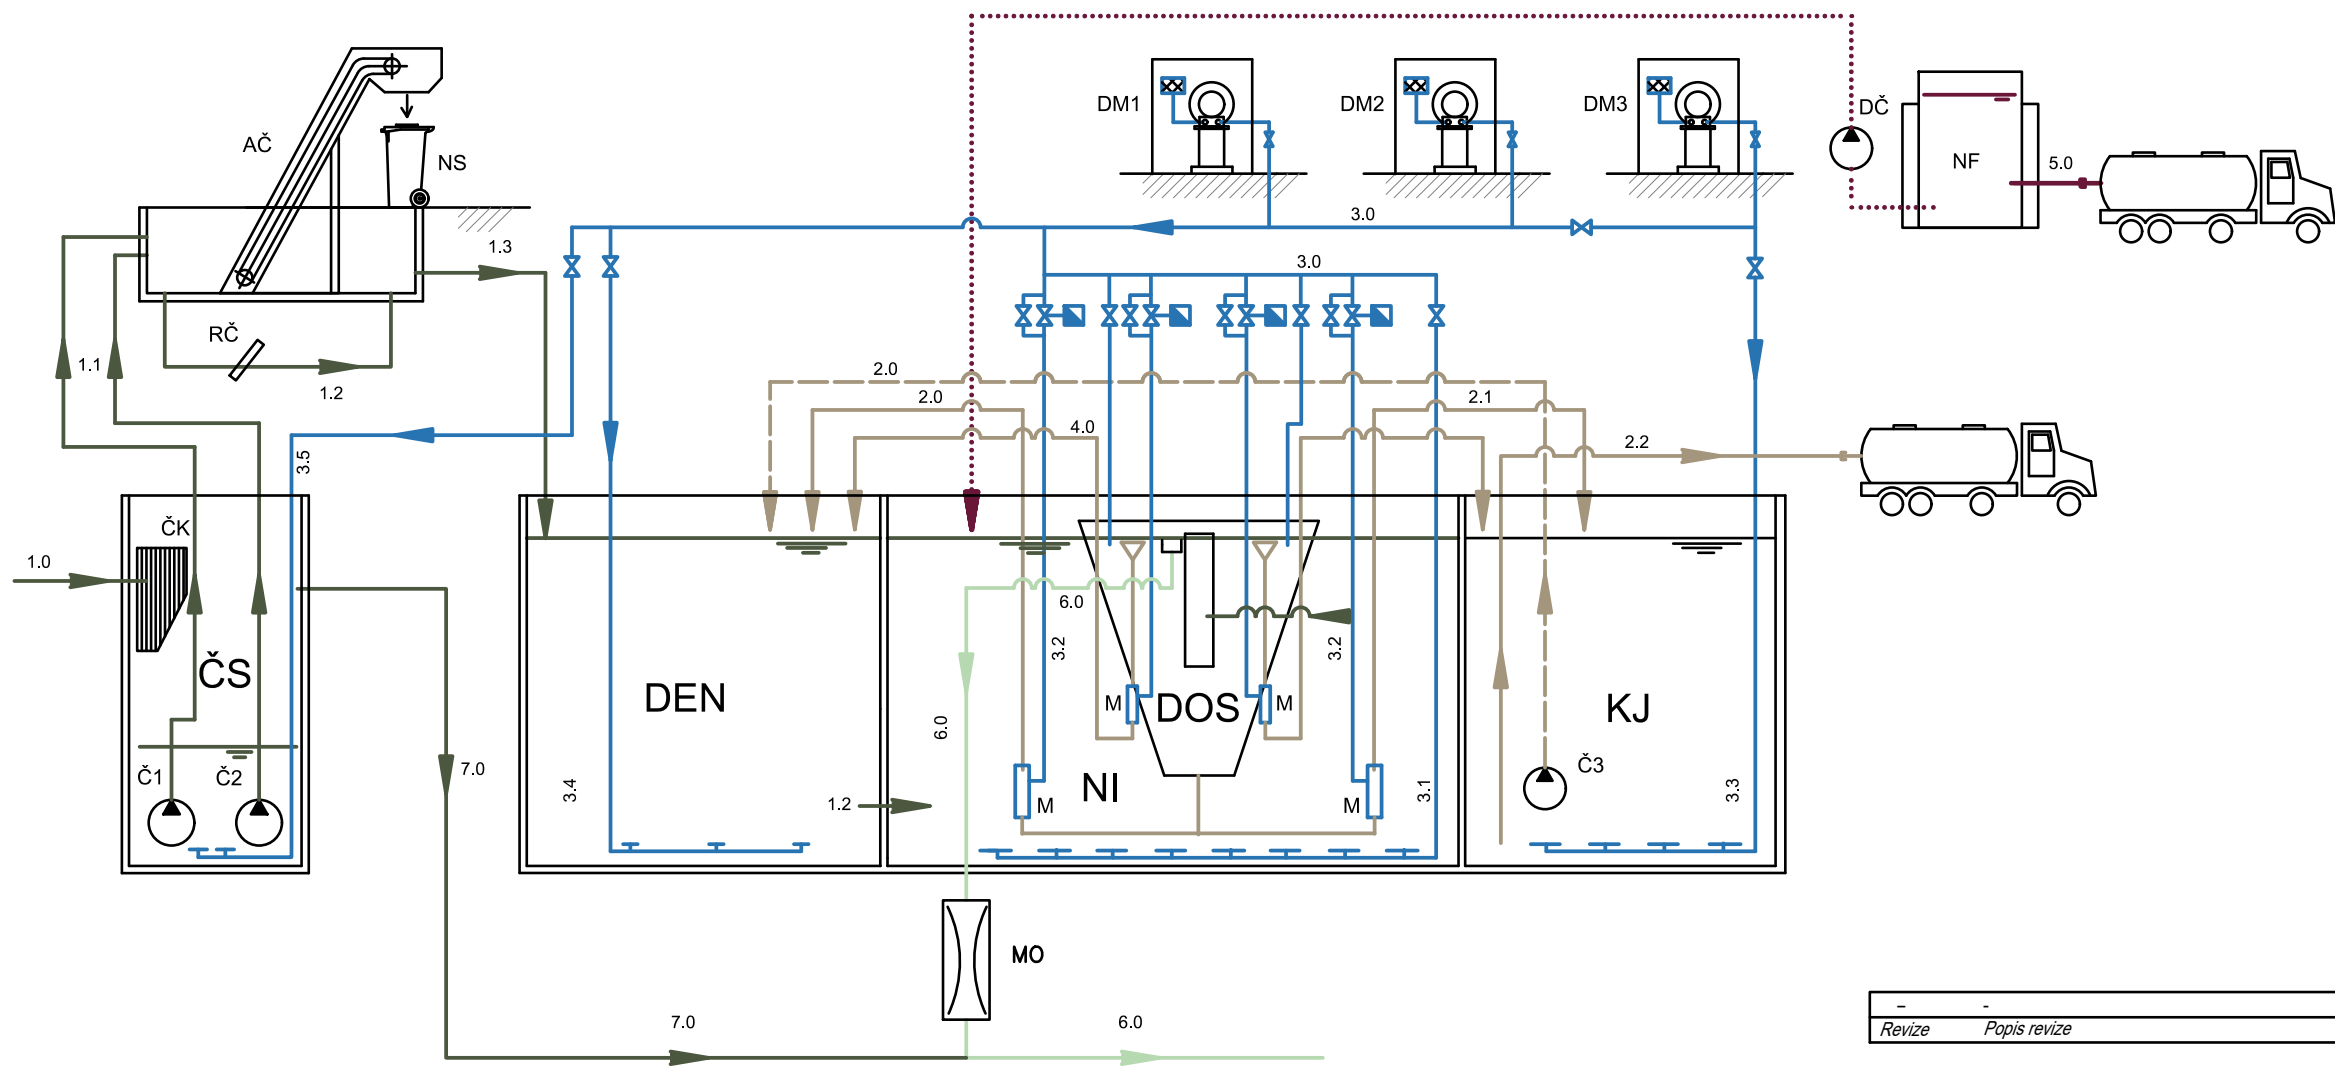 DM1
DM2
DM3
DČ
NF
5.0
AČ
NS
3.0
1.3
3.0
RČ
1.1
1.2
2.0
2.0
2.1
4.0
2.2
3.5
ČK
1.0
6.0
3.2
3.2
ČS
DEN
M
DOS
M
KJ
6.0
Č1
Č2
7.0
3.4
1.2
NI
M
M
3.1
Č3
3.3
MO
7.0
6.0
– -
Revize Popis revize